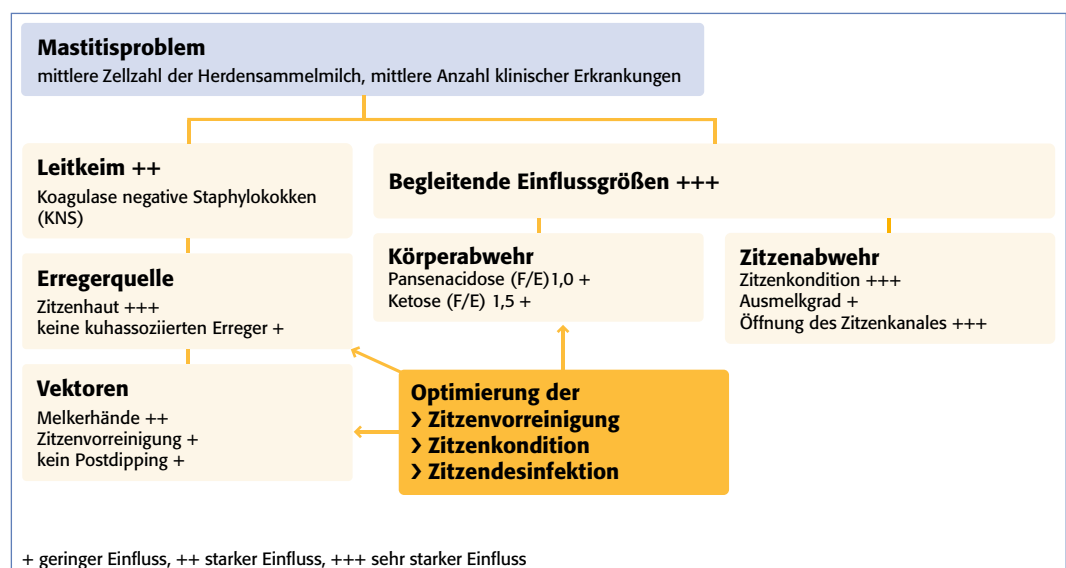 Mastitisproblem
mittlere Zellzahl der Herdensammelmilch, mittlere Anzahl klinischer Erkrankungen
Leitkeim ++
Koagulase negative Staphylokokken
(KNS)
Begleitende Einflussgrößen +++
Erregerquelle
Zitzenhaut +++
keine kuhassoziierten Erreger +
Körperabwehr
Pansenacidose (F/E)1,0 +
Ketose (F/E) 1,5 +
Zitzenabwehr
Zitzenkondition +++
Ausmelkgrad +
Öffnung des Zitzenkanales +++
Vektoren
Melkerhände ++
Zitzenvorreinigung +
kein Postdipping +
Optimierung der
› Zitzenvorreinigung
› Zitzenkondition
› Zitzendesinfektion
+ geringer Einfluss, ++ starker Einfluss, +++ sehr starker Einfluss